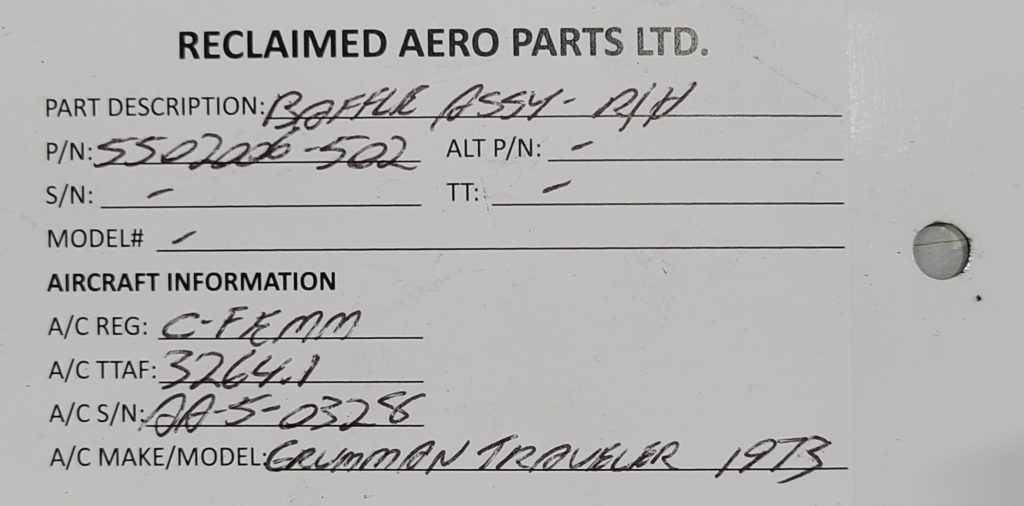 RECLAIMED AERO PARTS LTD.
PART DESCRIPTION: BAFFLE ASSY- R/H
P/N: 5502006-502 ALT P/N: -
S/N: - TT: -
MODEL# -
AIRCRAFT INFORMATION
A/C REG: C-FEMM
A/C TTAF: 3264.1
A/C S/N: AA-5-0328
A/C MAKE/MODEL: GRUMMAN TRAVELER 1973